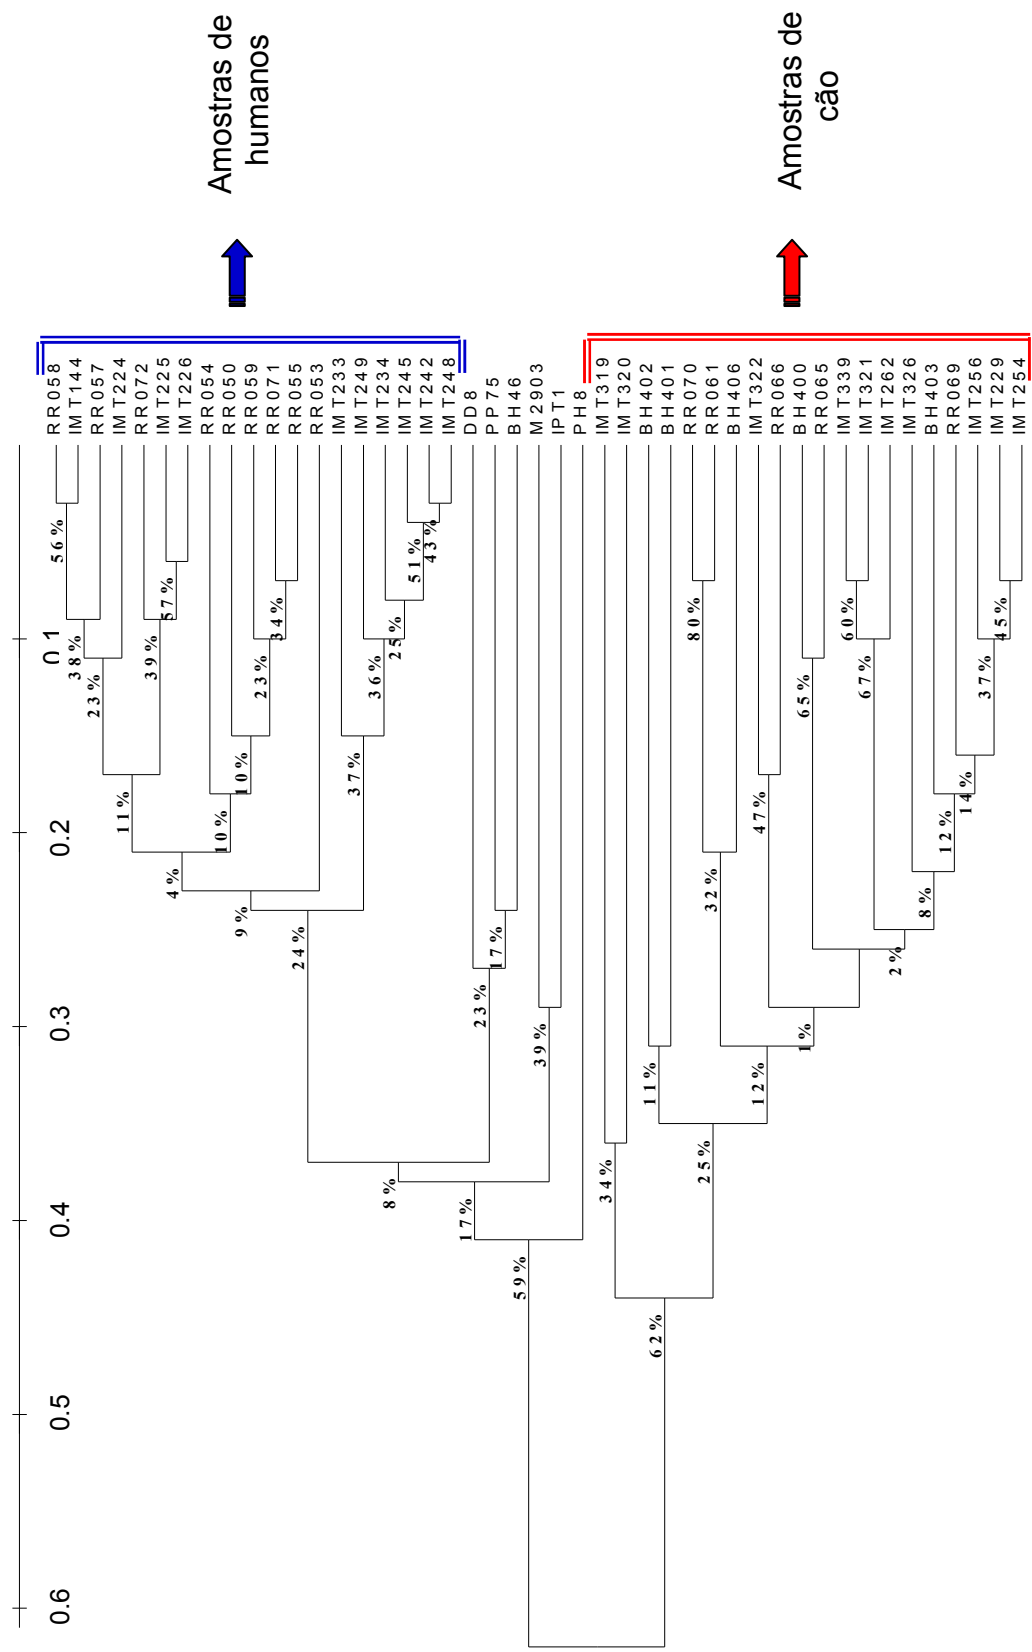 Amostras de
humanos
Amostras de
cão
RR058
IMT144
RR057
IMT224
RR072
IMT225
IMT226
RR054
RR050
RR059
RR071
RR055
RR053
IMT233
IMT249
IMT234
IMT245
IMT242
IMT248
DD8
PP75
BH46
M2903
IPT1
PH8
IMT319
IMT320
BH402
BH401
RR070
RR061
BH406
IMT322
RR066
BH400
RR065
IMT339
IMT321
IMT262
IMT326
BH403
RR069
IMT256
IMT229
IMT254
56%
38%
23%
57%
39%
11%
34%
23%
10%
10%
4%
9%
43%
51%
25%
36%
37%
24%
17%
23%
8%
39%
17%
59%
34%
11%
80%
32%
47%
65%
60%
67%
45%
37%
14%
12%
8%
2%
1%
12%
25%
62%
0.1
0.2
0.3
0.4
0.5
0.6